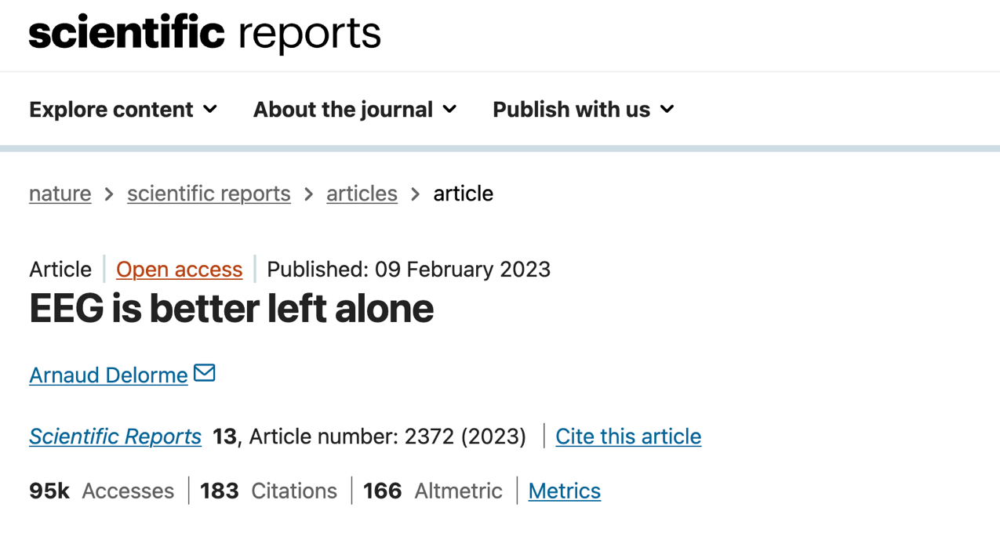 scientific reports
Explore content About the journal Publish with us
nature > scientific reports > articles > article
Article | Open access | Published: 09 February 2023
EEG is better left alone
Arnaud Delorme
Scientific Reports 13, Article number: 2372 (2023) | Cite this article
95k Accesses | 183 Citations | 166 Altmetric | Metrics